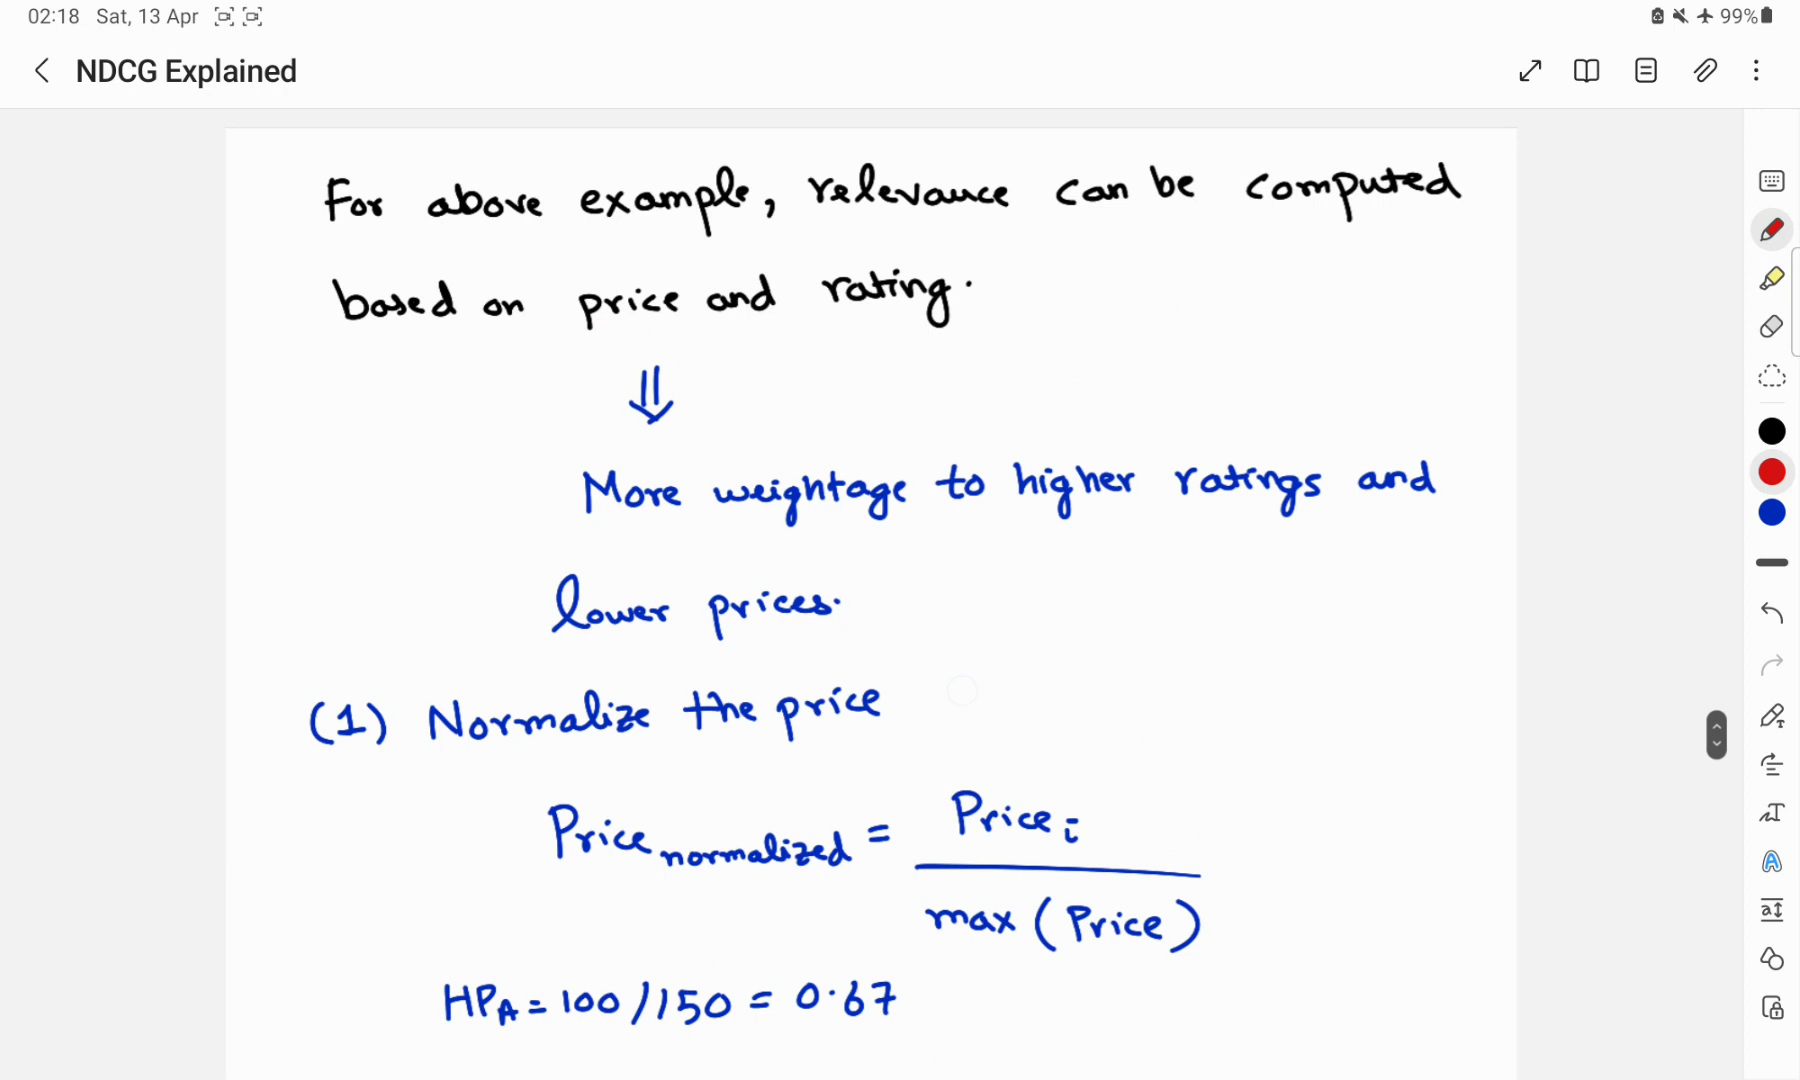 02:18 Sat, 13 Apr 99%
NDCG Explained
For above example, relevance can be computed
based on price and rating.
⇓
More weightage to higher ratings and
lower prices.
(1) Normalize the price
Price normalized = Price i
max (Price)
HP A = 100/150 = 0.67